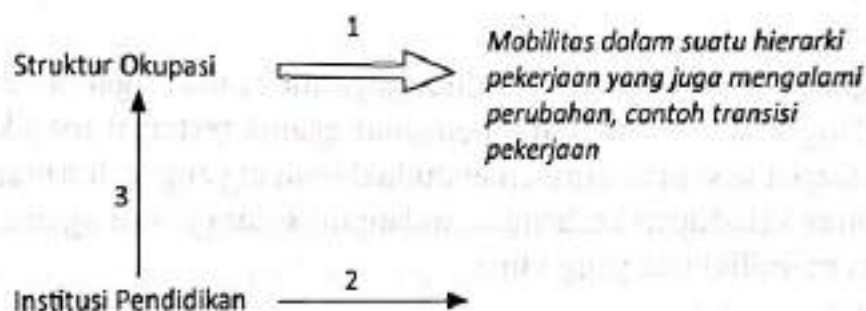 1
Struktur Okupasi
Mobilitas dalam suatu hierarki
pekerjaan yang juga mengalami
perubahan, contoh transisi
pekerjaan
3
2
Institusi Pendidikan